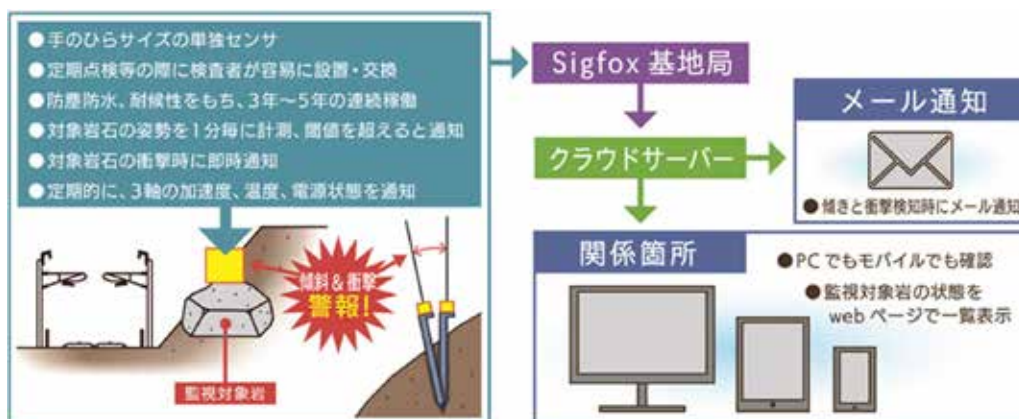 ●手のひらサイズの単独センサ
●定期点検等の際に検査者が容易に設置・交換
●防塵防水、耐候性をもち、3年～5年の連続稼働
●対象岩石の姿勢を1分毎に計測、閾値を超えると通知
●対象岩石の衝撃時に即時通知
●定期的に、3軸の加速度、温度、電源状態を通知
傾斜&衝撃
警報!
監視対象岩
Sigfox 基地局
クラウドサーバー
メール通知
●傾きと衝撃検知時にメール通知
関係箇所
●PCでもモバイルでも確認
●監視対象岩の状態を
webページで一覧表示